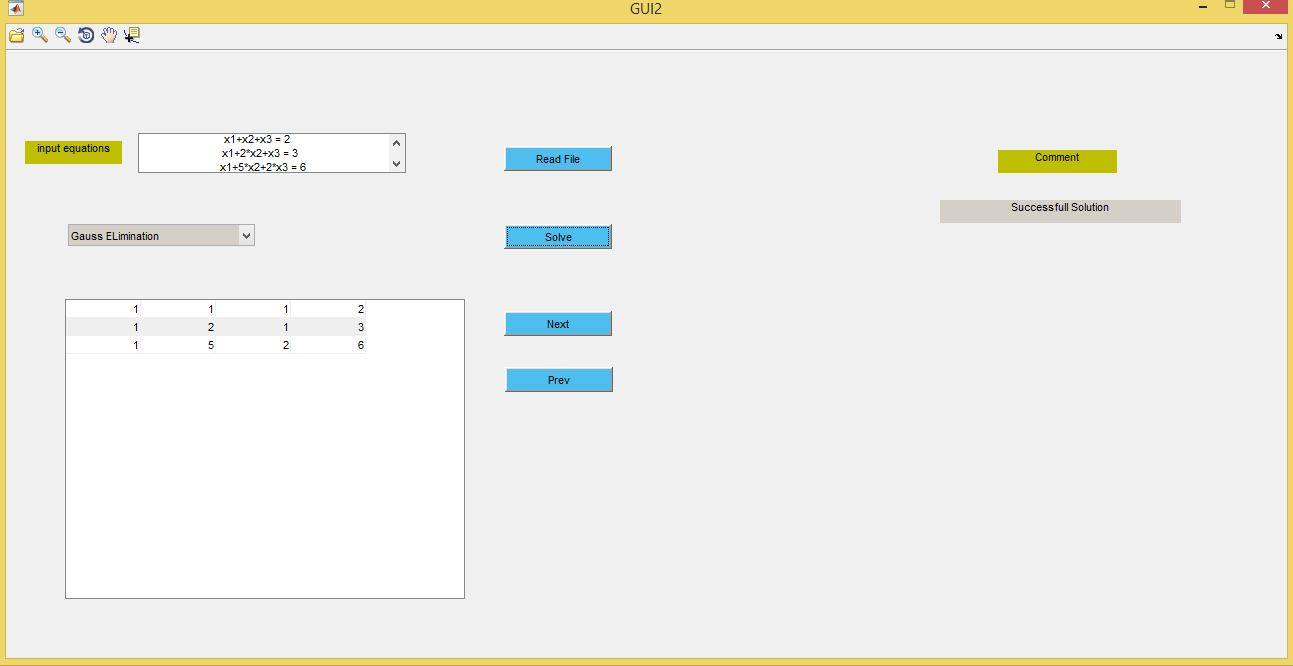 GUI2
input equations
x1+x2+x3 = 2
x1+2*x2+x3 = 3
x1+5*x2+2*x3 = 6
Read File
Comment
Successfull Solution
Gauss ELimination
Solve
1 1 1 2
1 2 1 3
1 5 2 6
Next
Prev